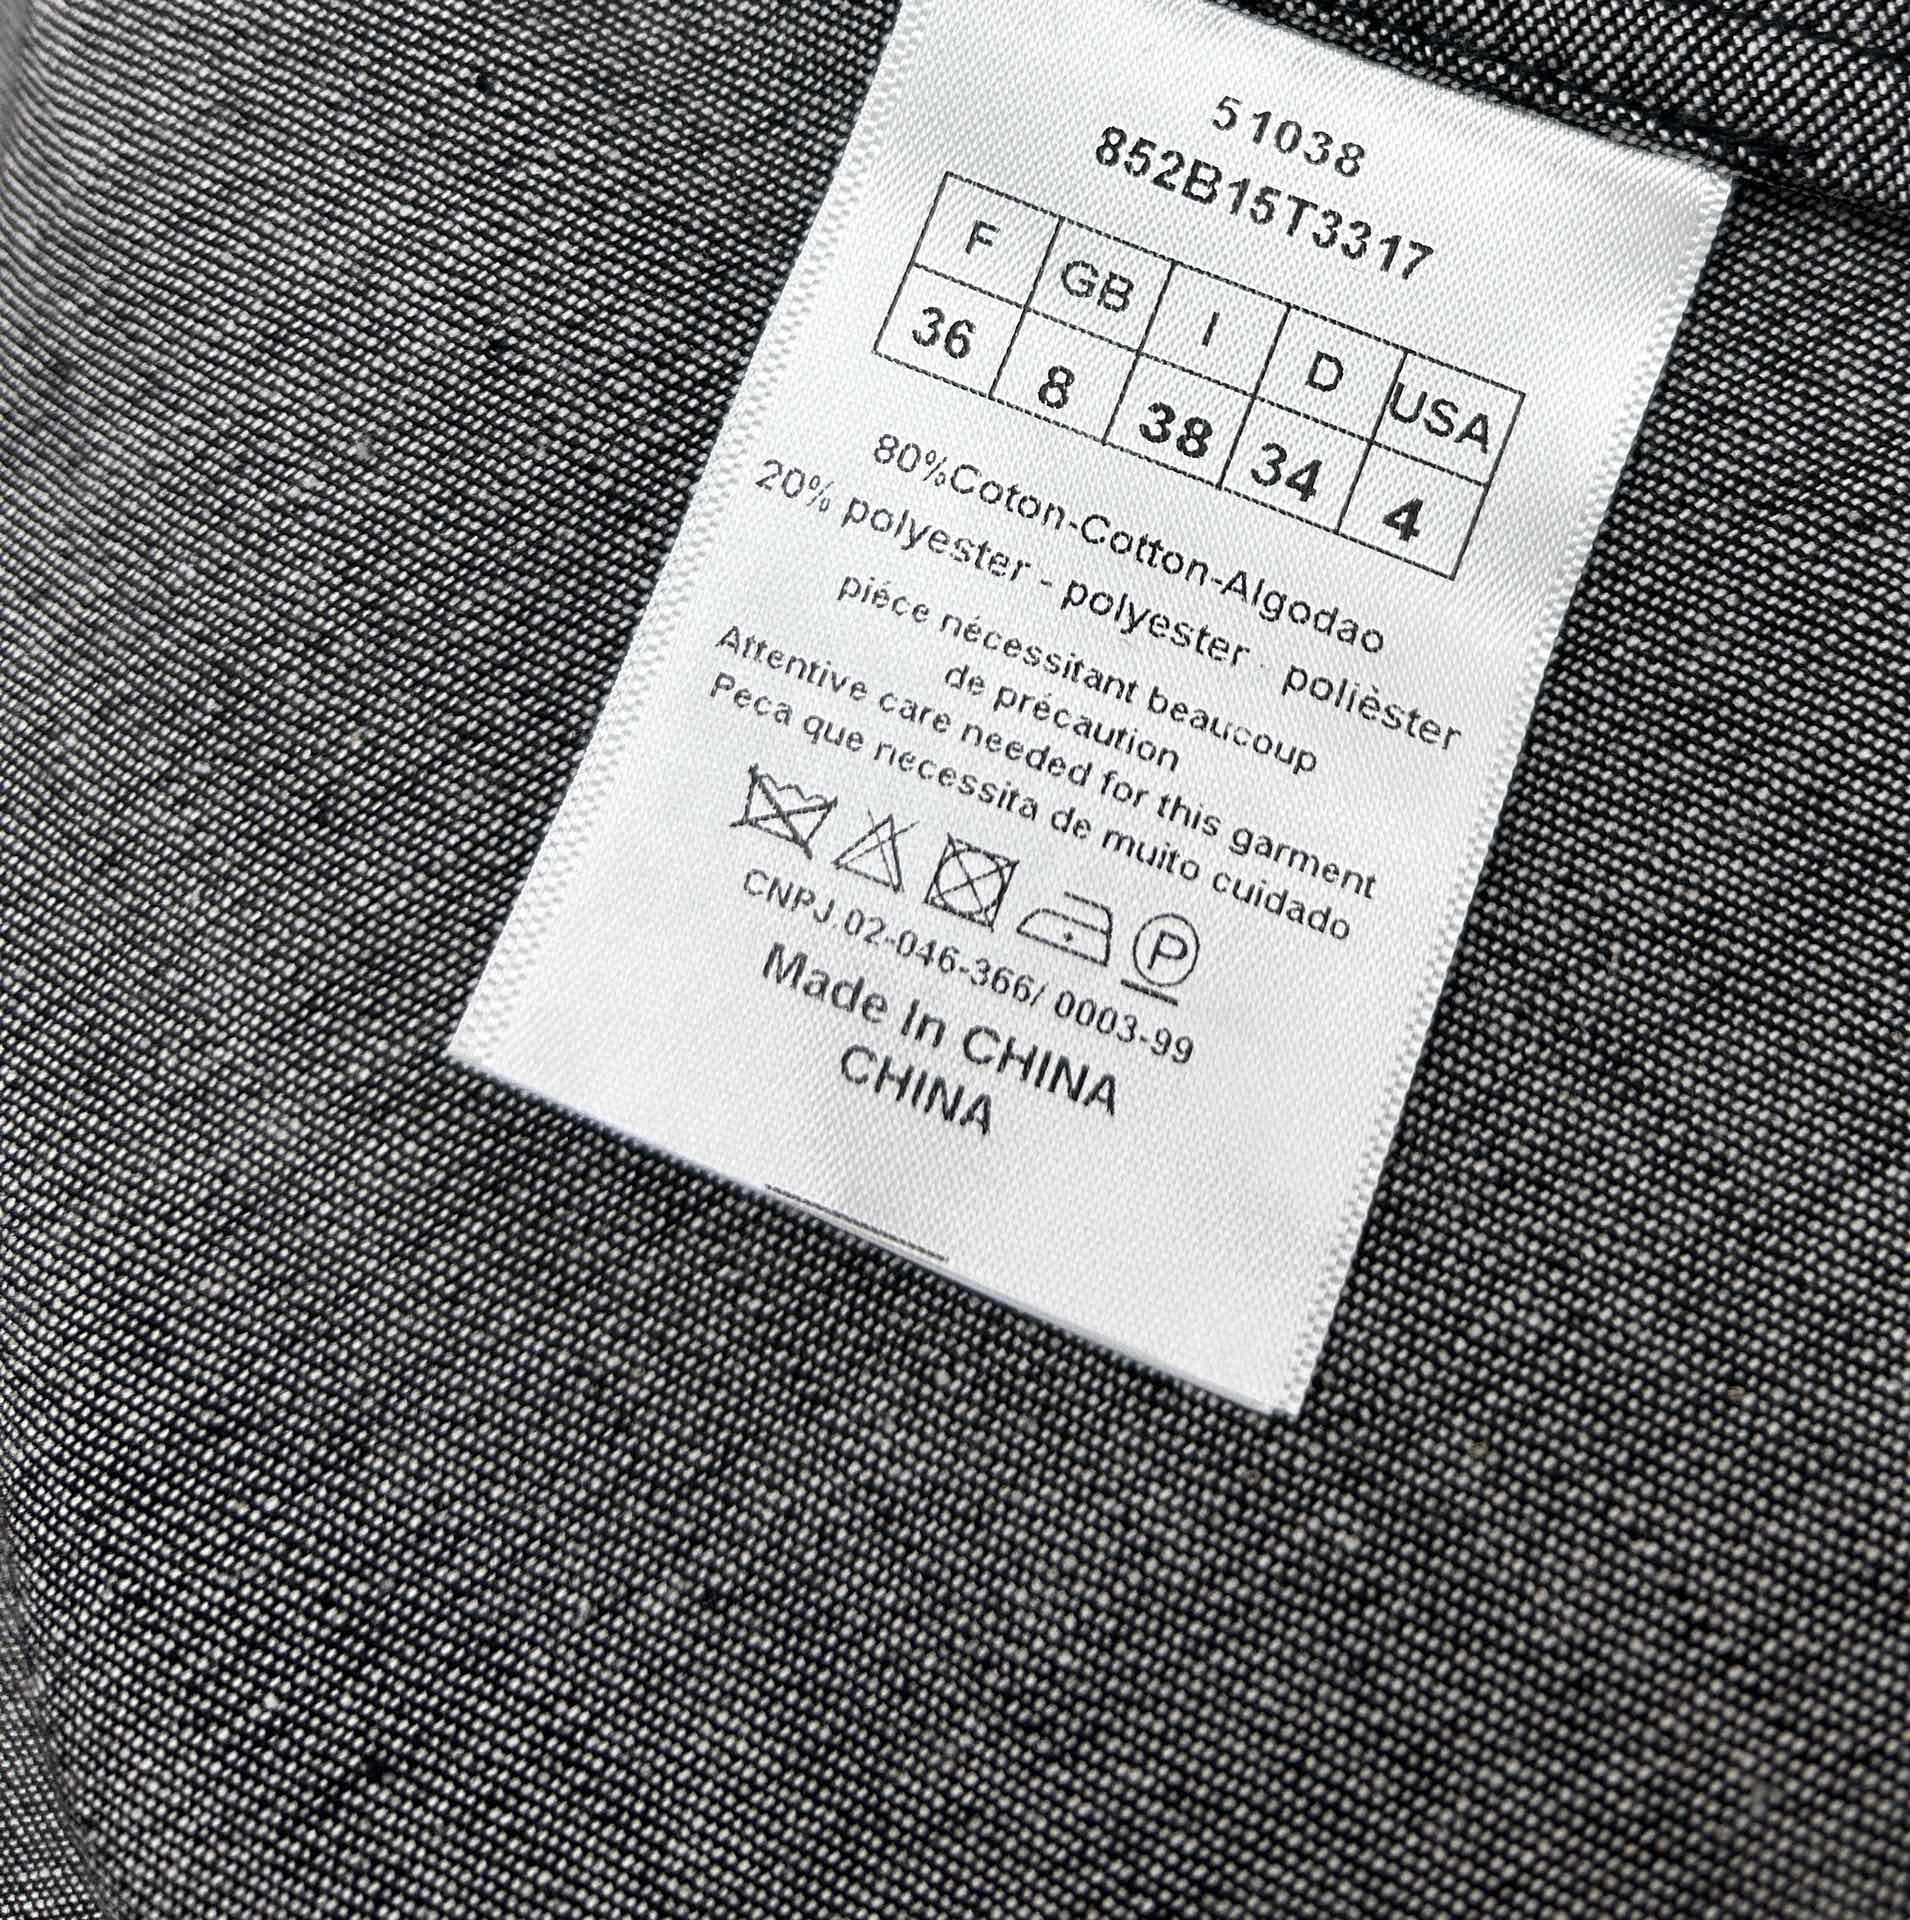 51038
852B15T3317
F GB I D USA
36 8 38 34 4
80%Coton-Cotton-Algodao
20% polyester - polyester - polièster
piéce nécessitant beaucoup
de précaution
Attentive care needed for this garment
Peca que necessita de muito cuidado
P
CNPJ.02-046-366/ 0003-99
Made In CHINA
CHINA